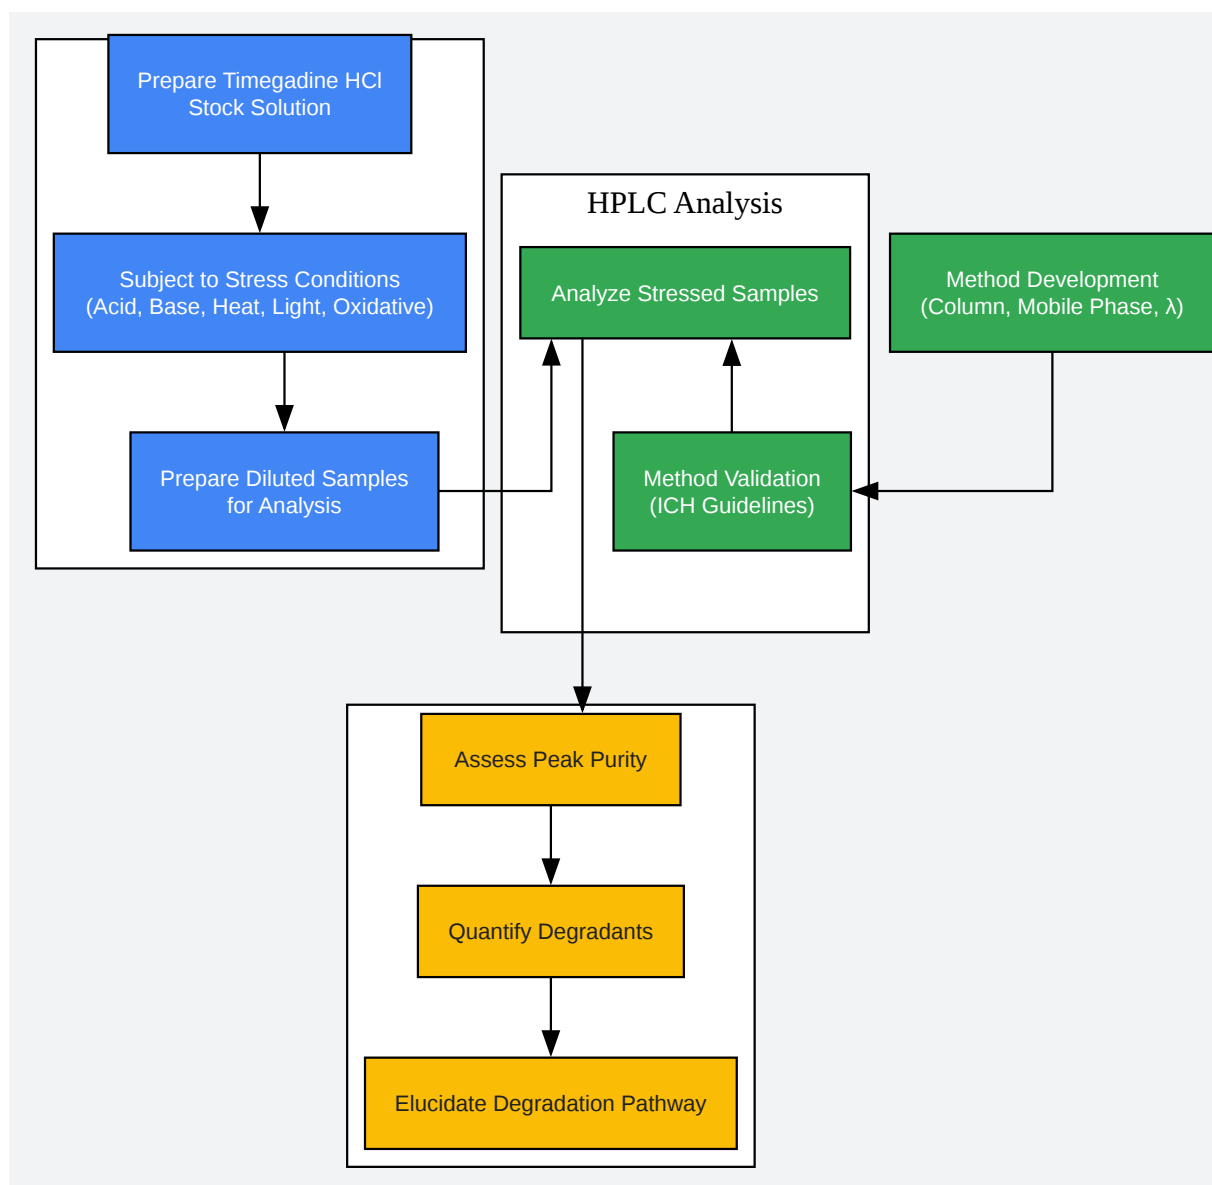 Prepare Timegadine HCl
Stock Solution
Subject to Stress Conditions
(Acid, Base, Heat, Light, Oxidative)
Prepare Diluted Samples
for Analysis
HPLC Analysis
Analyze Stressed Samples
Method Validation
(ICH Guidelines)
Method Development
(Column, Mobile Phase, λ)
Assess Peak Purity
Quantify Degradants
Elucidate Degradation Pathway